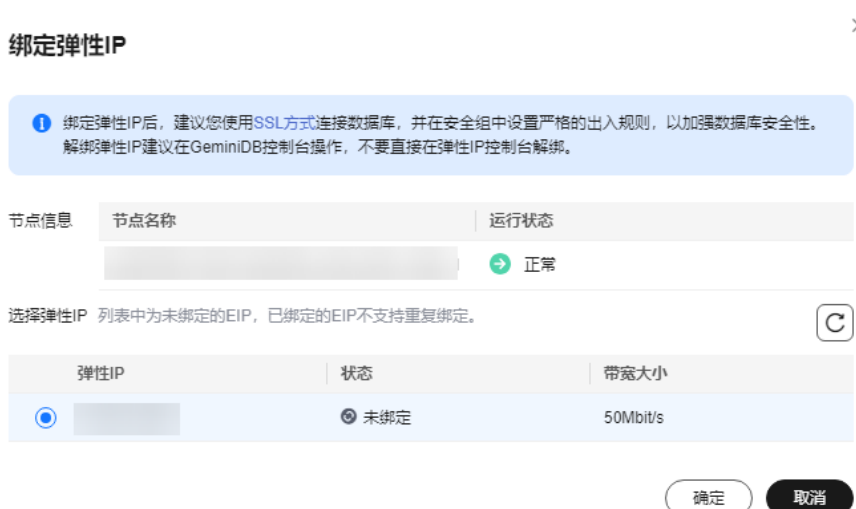 绑定弹性IP
绑定弹性IP后，建议您使用SSL方式连接数据库，并在安全组中设置严格的出入规则，以加强数据库安全性。
解绑弹性IP建议在GeminiDB控制台操作，不要直接在弹性IP控制台解绑。
节点信息 节点名称 运行状态
正常
选择弹性IP 列表中为未绑定的EIP，已绑定的EIP不支持重复绑定。
弹性IP 状态 带宽大小
未绑定 50Mbit/s
确定 取消